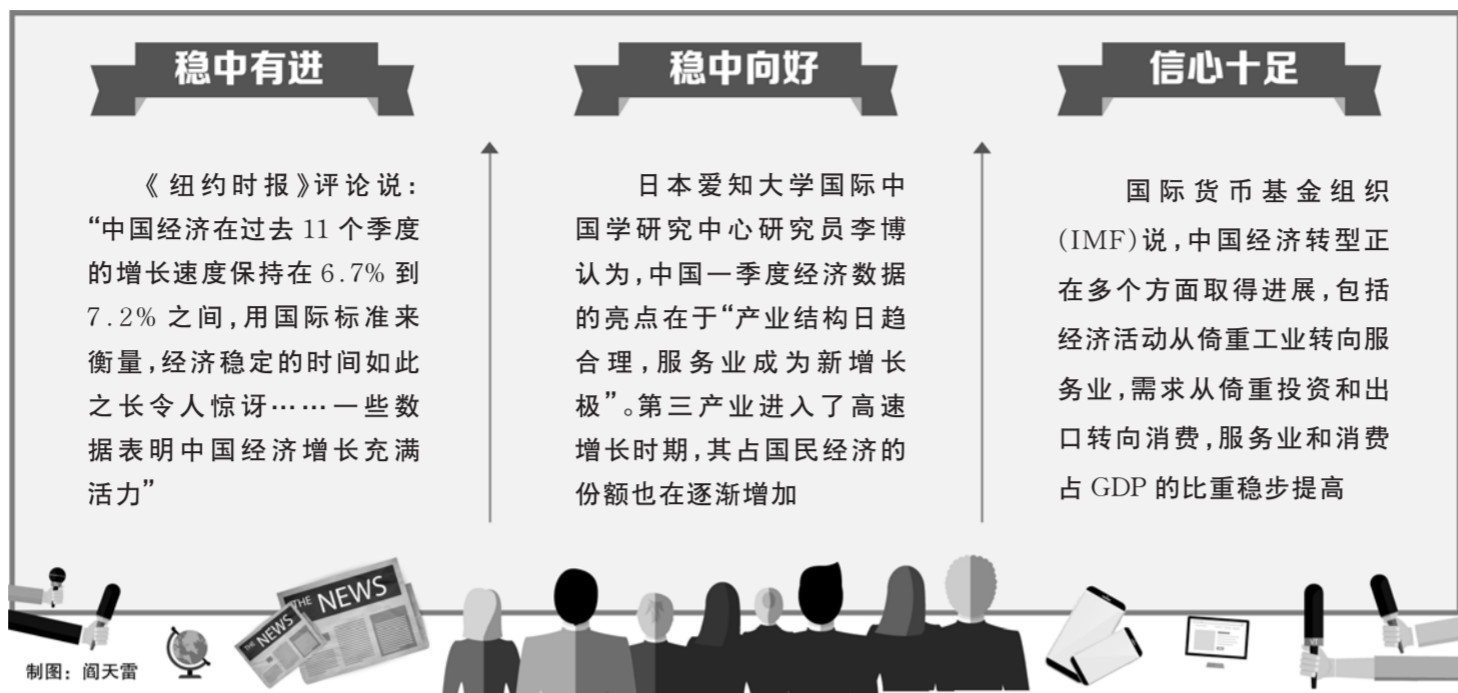 稳中有进
《纽约时报》评论说：
“中国经济在过去 11 个季度
的增长速度保持在 6.7% 到
7.2% 之间，用国际标准来
衡量，经济稳定的时间如此
之长令人惊讶……一些数
据表明中国经济增长充满
活力”
稳中向好
日本爱知大学国际中
国学研究中心研究员李博
认为，中国一季度经济数据
的亮点在于“产业结构日趋
合理，服务业成为新增长
极”。第三产业进入了高速
增长时期，其占国民经济的
份额也在逐渐增加
信心十足
国际货币基金组织
(IMF)说，中国经济转型正
在多个方面取得进展，包括
经济活动从倚重工业转向服
务业，需求从倚重投资和出
口转向消费，服务业和消费
占 GDP 的比重稳步提高
THE NEWS
THE NEWS
制图：阎天雷